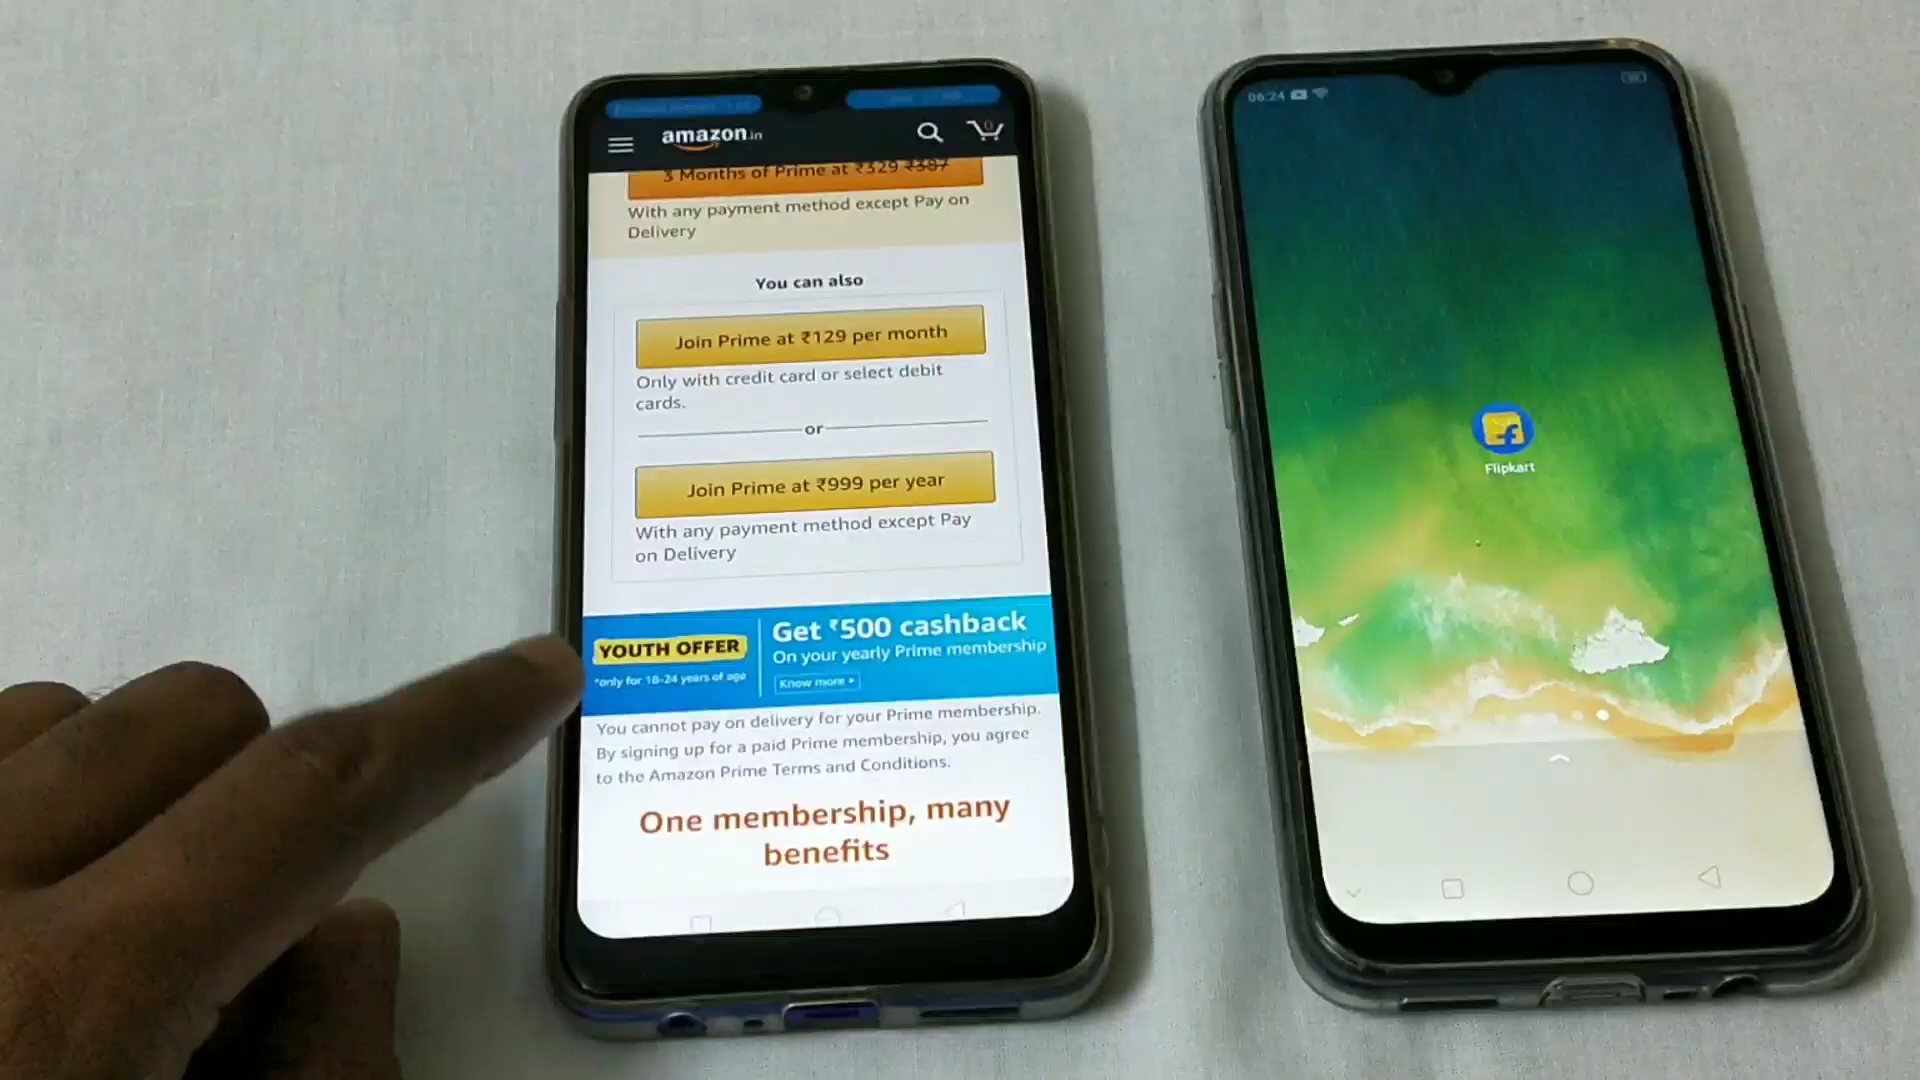 amazon.in
0
3 Months of Prime at ₹329 ₹387
With any payment method except Pay on
Delivery
You can also
Join Prime at ₹129 per month
Only with credit card or select debit
cards.
or
Join Prime at ₹999 per year
With any payment method except Pay
on Delivery
YOUTH OFFER
*only for 18-24 years of age
Get ₹500 cashback
On your yearly Prime membership
Know more
You cannot pay on delivery for your Prime membership.
By signing up for a paid Prime membership, you agree
to the Amazon Prime Terms and Conditions.
One membership, many
benefits
06:24
Flipkart